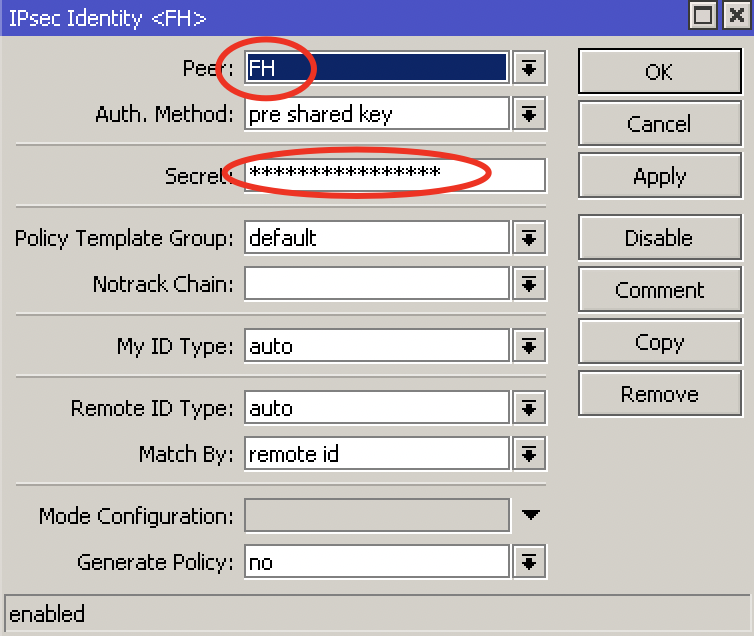 IPsec Identity <FH>
Peer: FH
OK
Auth. Method: pre shared key
Cancel
Secret: ****************
Apply
Policy Template Group: default
Disable
Notrack Chain:
Comment
My ID Type: auto
Copy
Remote ID Type: auto
Remove
Match By: remote id
Mode Configuration:
Generate Policy: no
enabled